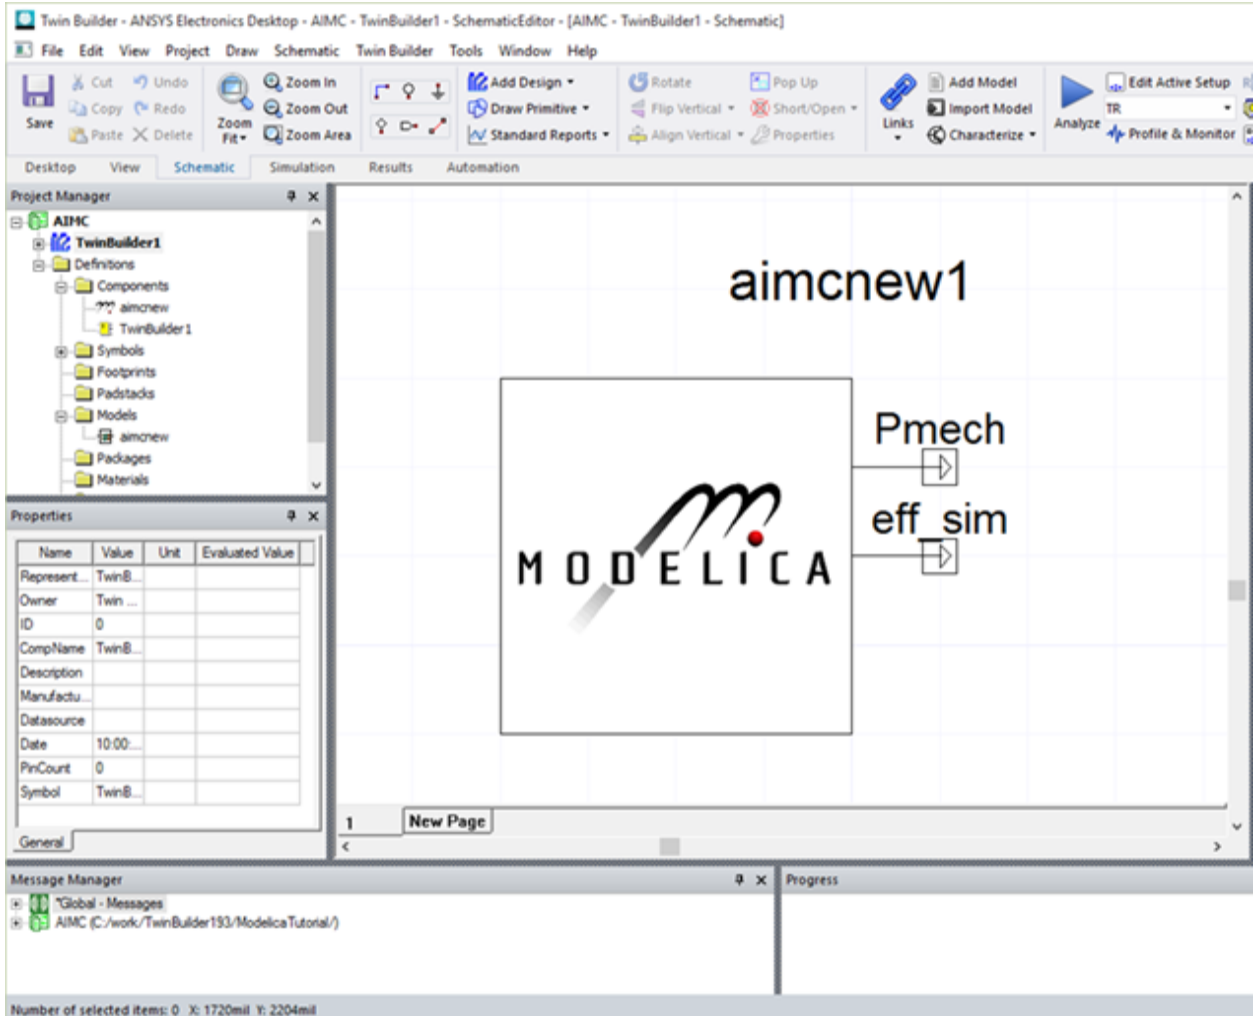 Twin Builder - ANSYS Electronics Desktop - AIMC - TwinBuilder1 - SchematicEditor - [AIMC - TwinBuilder1 - Schematic]
File Edit View Project Draw Schematic Twin Builder Tools Window Help
Save
Cut Undo
Copy Redo
Paste Delete
Zoom Fit
Zoom In
Zoom Out
Zoom Area
Add Design
Draw Primitive
Standard Reports
Rotate
Flip Vertical
Align Vertical
Pop Up
Short/Open
Properties
Links
Add Model
Import Model
Characterize
Analyze
Edit Active Setup
TR
Profile & Monitor
Desktop View Schematic Simulation Results Automation
Project Manager
AIMC
TwinBuilder1
Definitions
Components
aimcnew
TwinBuilder1
Symbols
Footprints
Padstacks
Models
aimcnew
Packages
Materials
Properties
Name Value Unit Evaluated Value
Represent... TwinB...
Owner Twin ...
ID 0
CompName TwinB...
Description
Manufactu...
Datasource
Date 10:00:...
PinCount 0
Symbol TwinB...
General
aimcnew1
Pmech
eff_sim
MODELICA
1 New Page
Message Manager
*Global - Messages
AIMC (C:/work/TwinBuilder193/ModelicaTutorial/)
Progress
Number of selected items: 0 X: 1720mil Y: 2204mil